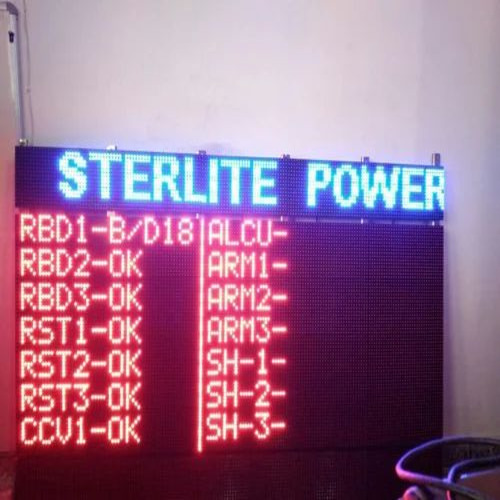 STERLITE POWER
RBD1-B/D18 ALCU-
RBD2-OK ARM1-
RBD3-OK ARM2-
RST1-OK ARM3-
RST2-OK SH-1-
RST3-OK SH-2-
CCV1-OK SH-3-